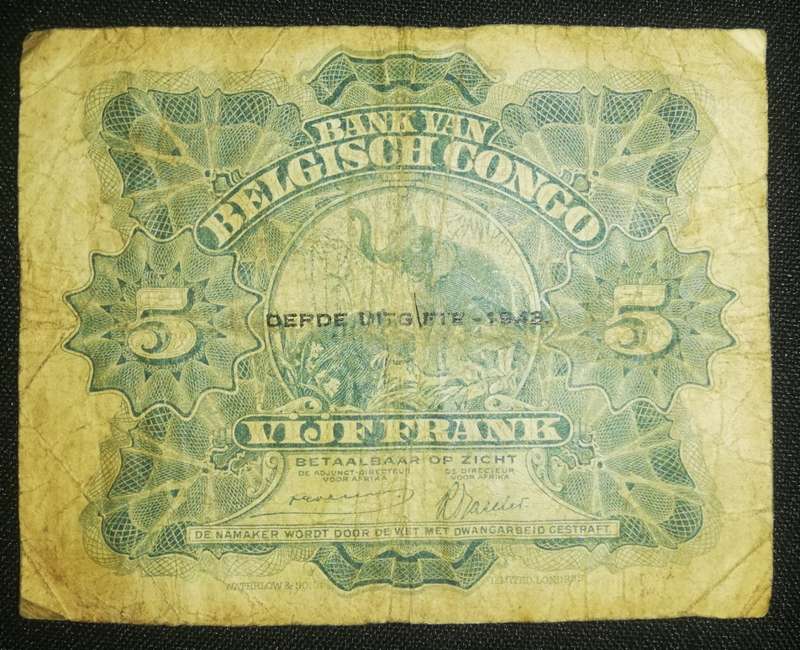 BANK VAN
BELGISCH CONGO
5 5
DERDE UITGIFTE - 1942.
VIJF FRANK
BETAALBAAR OP ZICHT
DE ADJUNCT-DIRECTEUR DE DIRECTEUR
VOOR AFRIKA VOOR AFRIKA
DE NAMAKER WORDT DOOR DE WET MET DWANGARBEID GESTRAFT
WATERLOW & SONS LIMITED, LONDRES